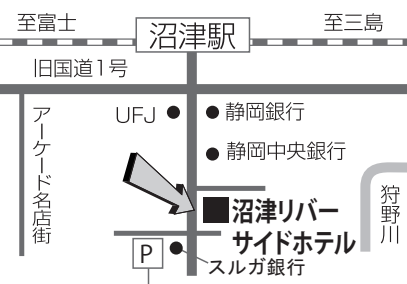 至富士
沼津駅
至三島
旧国道1号
UFJ
静岡銀行
静岡中央銀行
アーケード名店街
沼津リバー
サイドホテル
狩野川
P
スルガ銀行